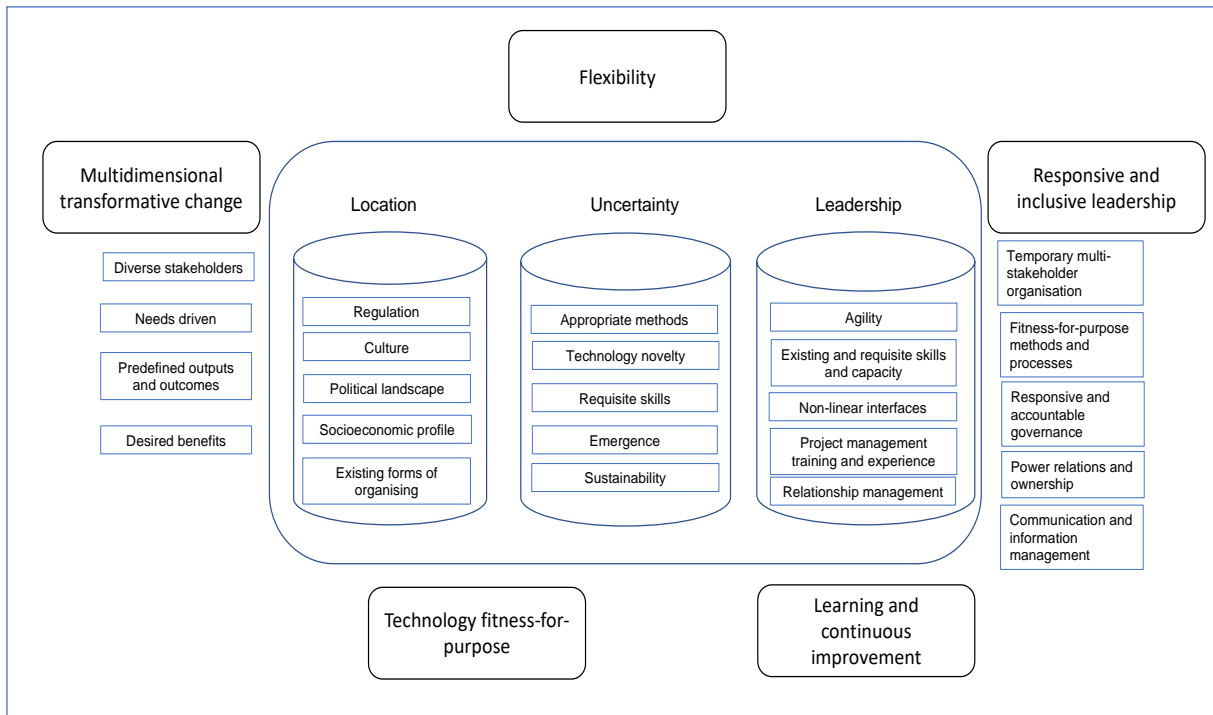 Flexibility
Multidimensional
transformative change
Diverse stakeholders
Needs driven
Predefined outputs
and outcomes
Desired benefits
Location
Regulation
Culture
Political landscape
Socioeconomic profile
Existing forms of
organising
Uncertainty
Appropriate methods
Technology novelty
Requisite skills
Emergence
Sustainability
Leadership
Agility
Existing and requisite skills
and capacity
Non-linear interfaces
Project management
training and experience
Relationship management
Responsive and
inclusive leadership
Temporary multi-
stakeholder
organisation
Fitness-for-purpose
methods and
processes
Responsive and
accountable
governance
Power relations and
ownership
Communication and
information
management
Technology fitness-for-
purpose
Learning and
continuous
improvement